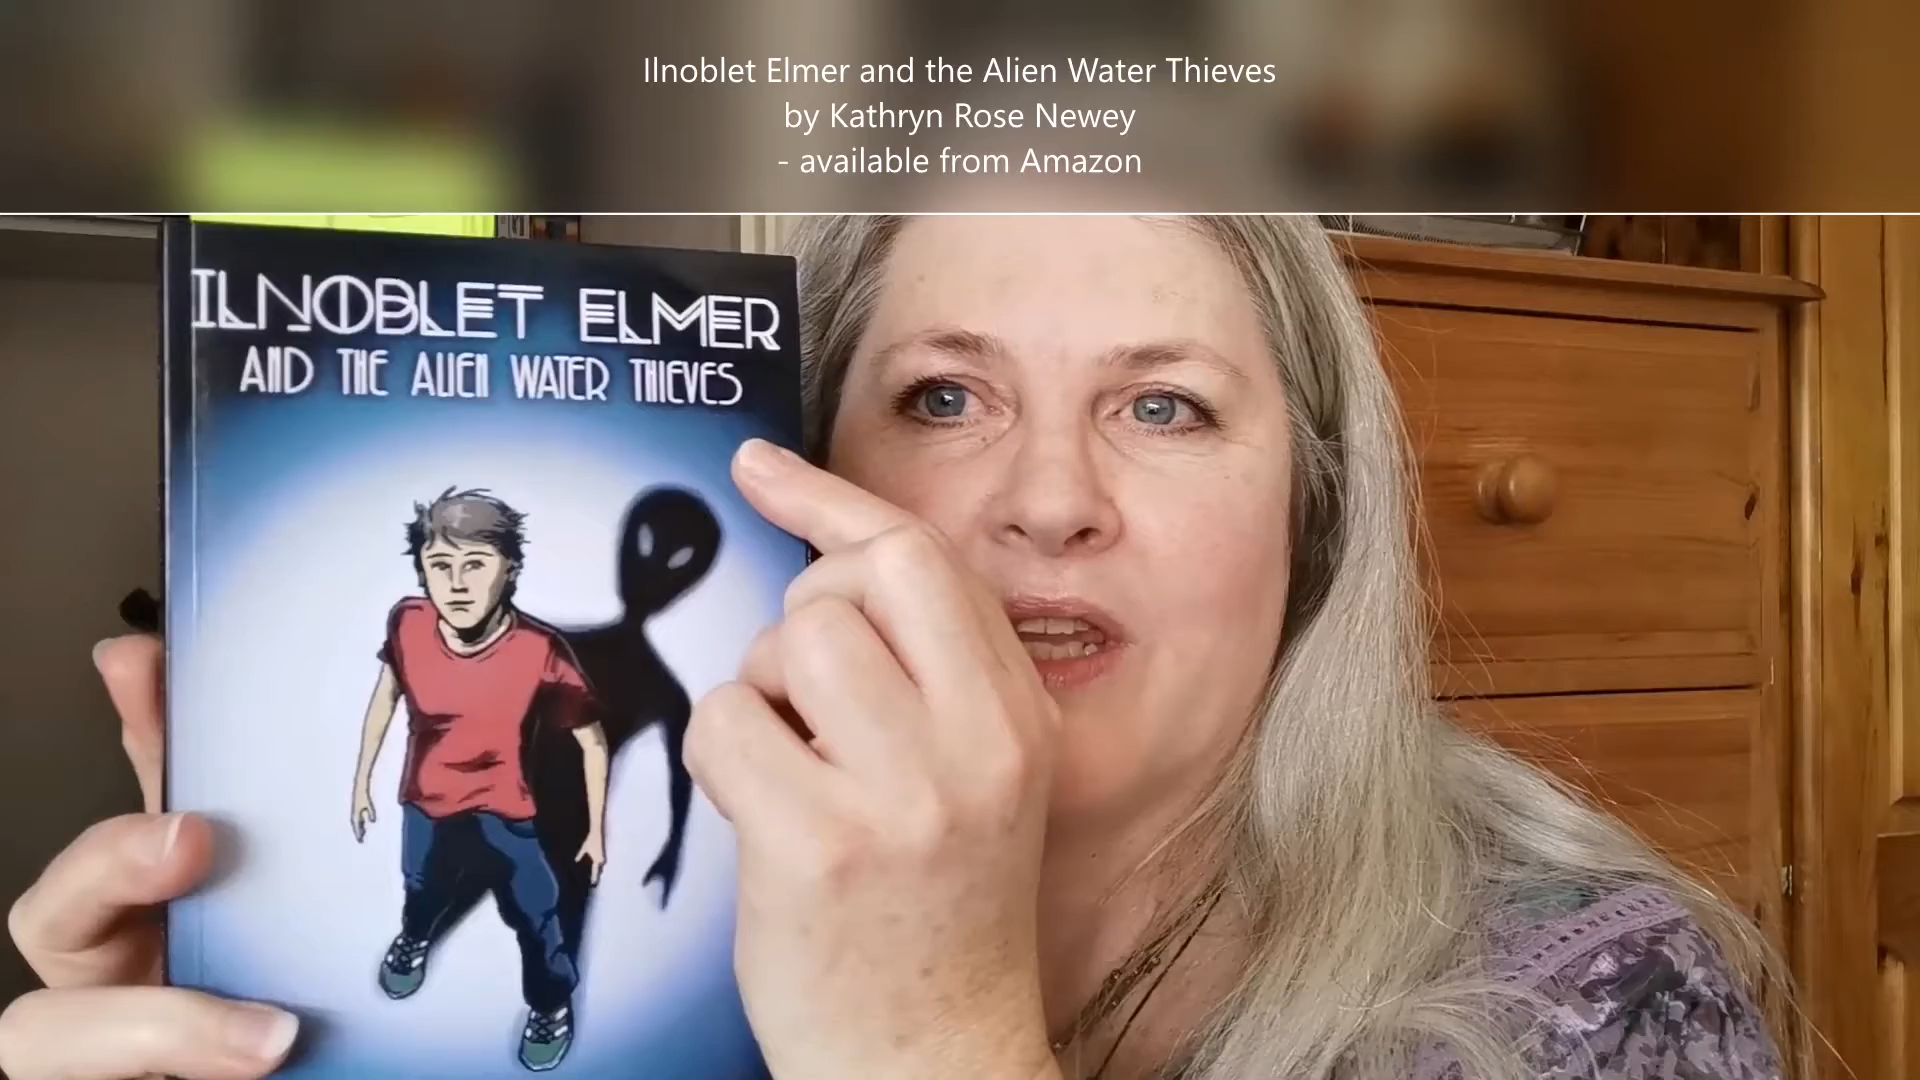 Ilnoblet Elmer and the Alien Water Thieves
by Kathryn Rose Newey
- available from Amazon
ILNOBLET ELMER
AND THE ALIEN WATER THIEVES